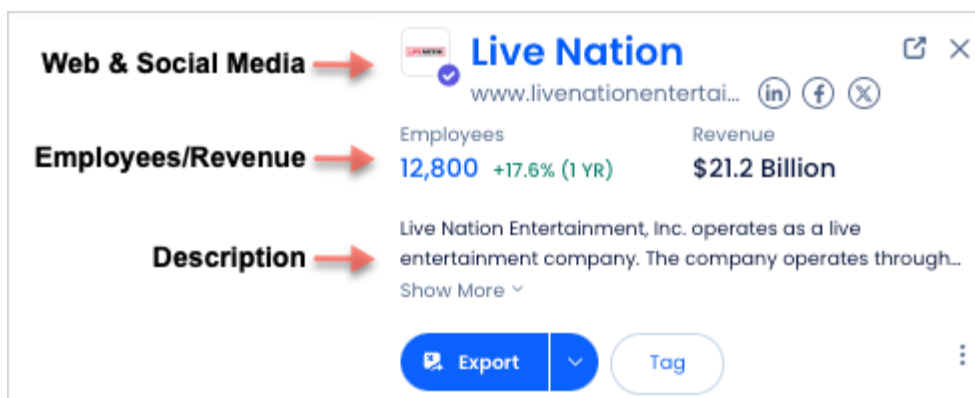 Web & Social Media
Live Nation
www.livenationentertai...
Employees Revenue
Employees/Revenue
12,800 +17.6% (1 YR) $21.2 Billion
Live Nation Entertainment, Inc. operates as a live
Description
entertainment company. The company operates through...
Show More
Export Tag